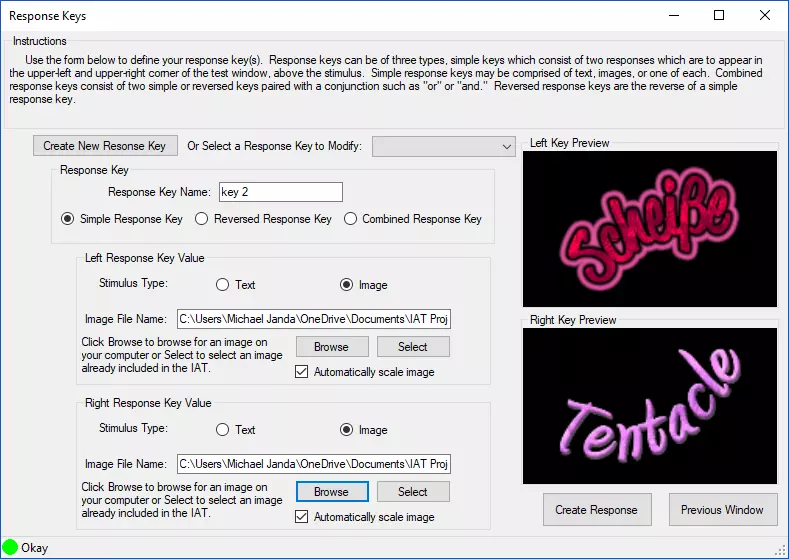 Response Keys
Instructions
Use the form below to define your response key(s). Response keys can be of three types, simple keys which consist of two responses which are to appear in
the upper-left and upper-right corner of the test window, above the stimulus. Simple response keys may be comprised of text, images, or one of each. Combined
response keys consist of two simple or reversed keys paired with a conjunction such as "or" or "and." Reversed response keys are the reverse of a simple
response key.
Create New Resonse Key Or Select a Response Key to Modify:
Response Key
Response Key Name: key 2
Simple Response Key Reversed Response Key Combined Response Key
Left Response Key Value
Stimulus Type: Text Image
Image File Name: C:\Users\Michael Janda\OneDrive\Documents\IAT Proj
Click Browse to browse for an image on
your computer or Select to select an image
already included in the IAT.
Browse Select
Automatically scale image
Right Response Key Value
Stimulus Type: Text Image
Image File Name: C:\Users\Michael Janda\OneDrive\Documents\IAT Proj
Click Browse to browse for an image on
your computer or Select to select an image
already included in the IAT.
Browse Select
Automatically scale image
Left Key Preview
Scheiße
Right Key Preview
Tentacle
Create Response Previous Window
Okay